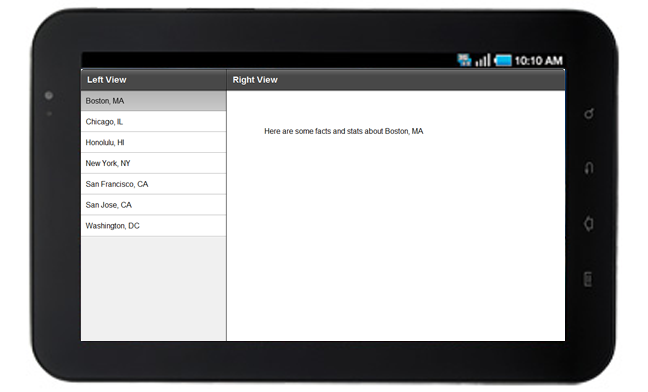 10:10 AM
Left View
Right View
Boston, MA
Chicago, IL
Honolulu, HI
New York, NY
San Francisco, CA
San Jose, CA
Washington, DC
Here are some facts and stats about Boston, MA